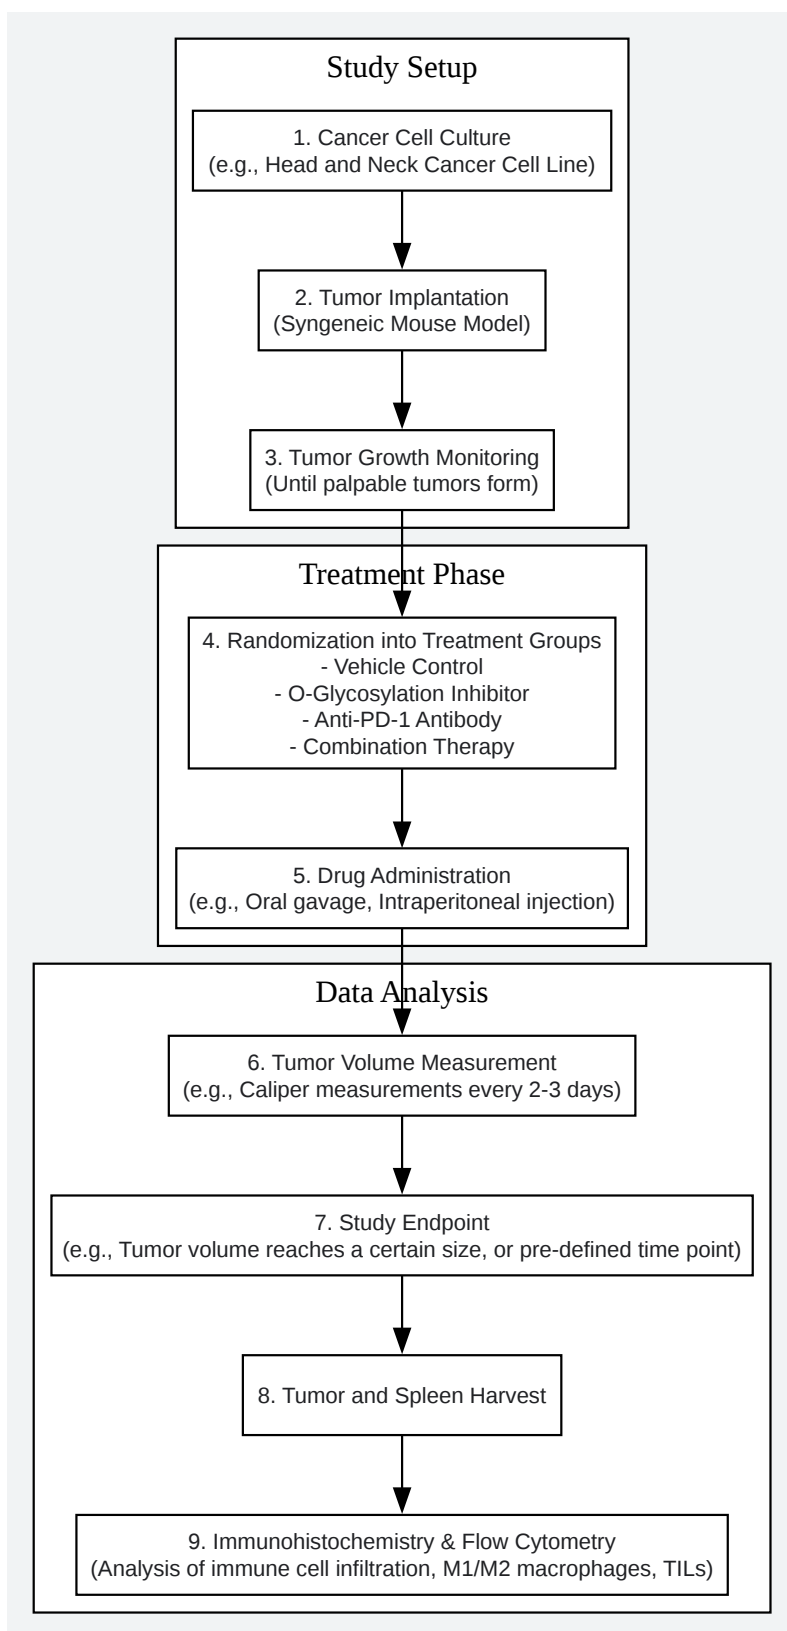 Study Setup
1. Cancer Cell Culture
(e.g., Head and Neck Cancer Cell Line)
2. Tumor Implantation
(Syngeneic Mouse Model)
3. Tumor Growth Monitoring
(Until palpable tumors form)
Treatment Phase
4. Randomization into Treatment Groups
- Vehicle Control
- O-Glycosylation Inhibitor
- Anti-PD-1 Antibody
- Combination Therapy
5. Drug Administration
(e.g., Oral gavage, Intraperitoneal injection)
Data Analysis
6. Tumor Volume Measurement
(e.g., Caliper measurements every 2-3 days)
7. Study Endpoint
(e.g., Tumor volume reaches a certain size, or pre-defined time point)
8. Tumor and Spleen Harvest
9. Immunohistochemistry & Flow Cytometry
(Analysis of immune cell infiltration, M1/M2 macrophages, TILs)